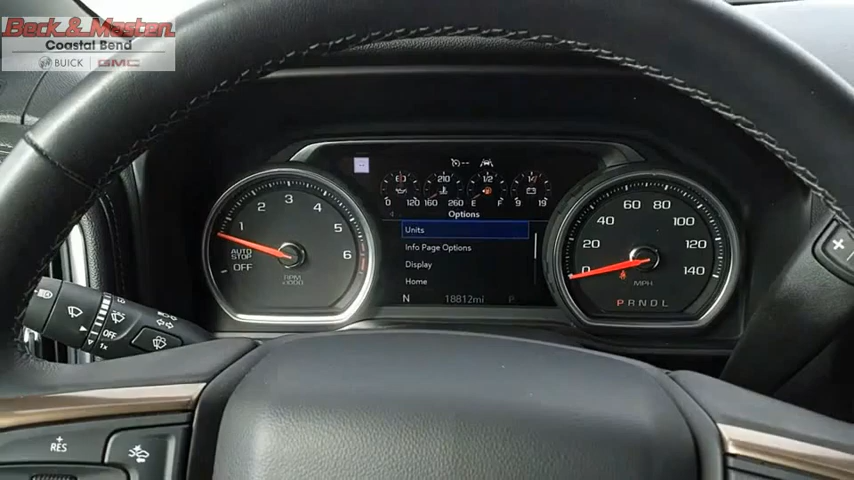 Beck & Masten
Coastal Bend
BUICK GMC
0 120 160 260 E F 9 19
210
1/2
Options
Units
Info Page Options
Display
Home
N 18812mi P
1 2 3 4 5 6
AUTO STOP
OFF
RPM
x1000
0 20 40 60 80 100 120 140
MPH
PRNDL
OFF
1x
RES